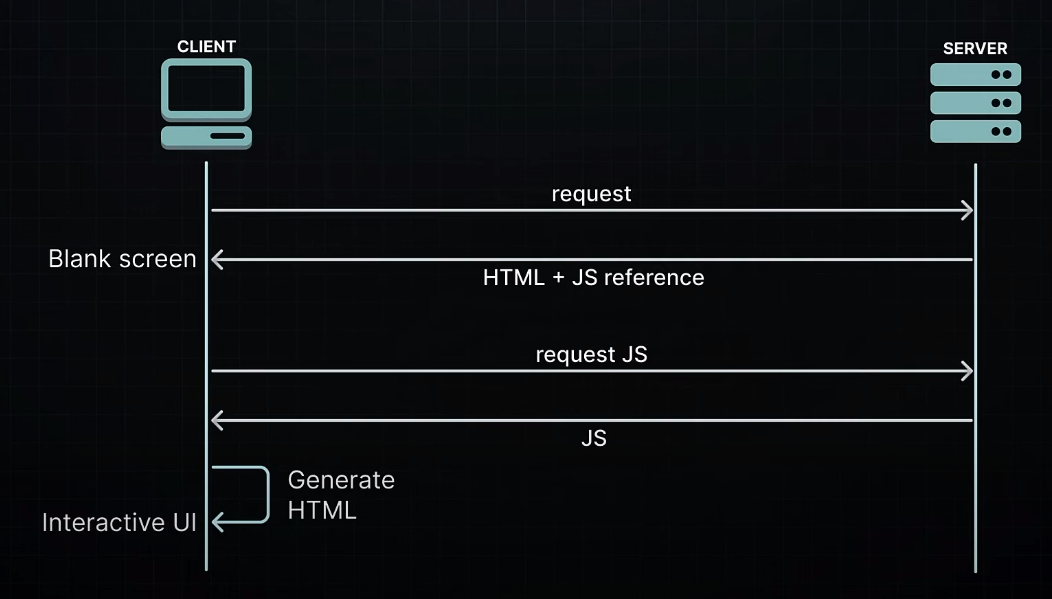 CLIENT
SERVER
request
Blank screen
HTML + JS reference
request JS
JS
Generate
HTML
Interactive UI